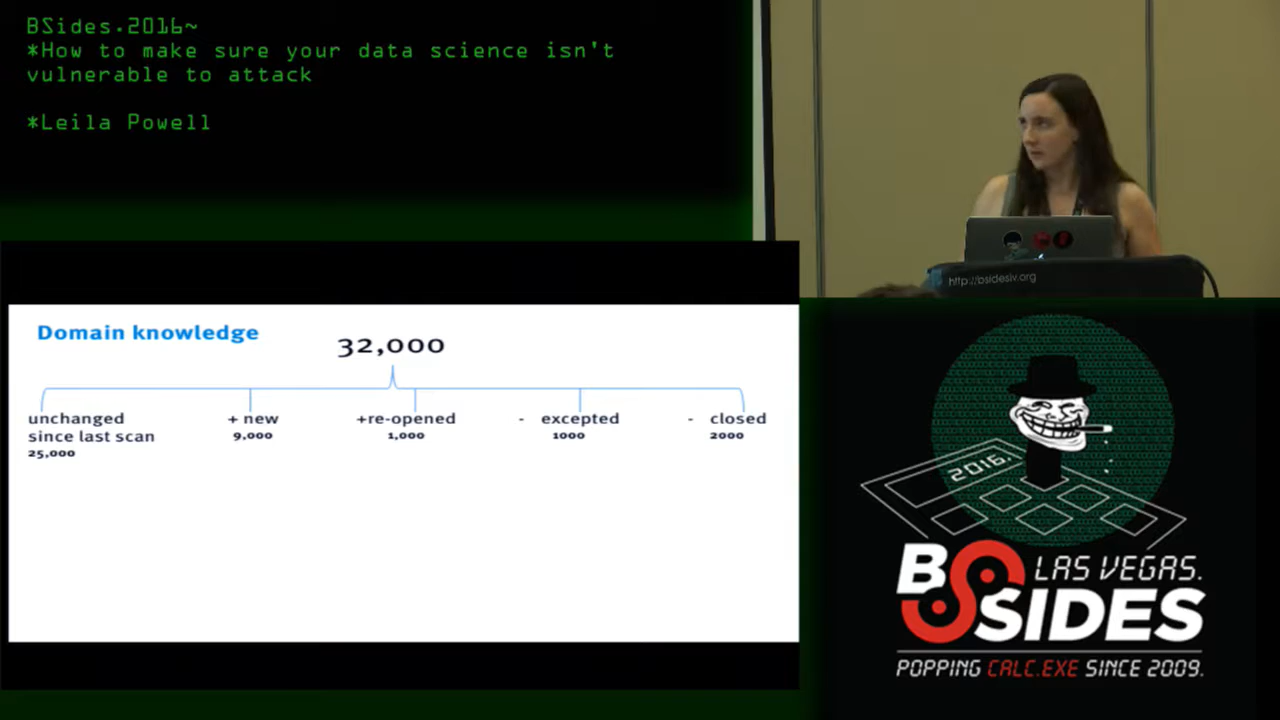 BSides.2016~
*How to make sure your data science isn't
vulnerable to attack
*Leila Powell
http://bsideslv.org
Domain knowledge
32,000
unchanged
since last scan
25,000
+ new
9,000
+re-opened
1,000
- excepted
1000
- closed
2000
2016.
BSIDES
LAS VEGAS.
POPPING CALC.EXE SINCE 2009.